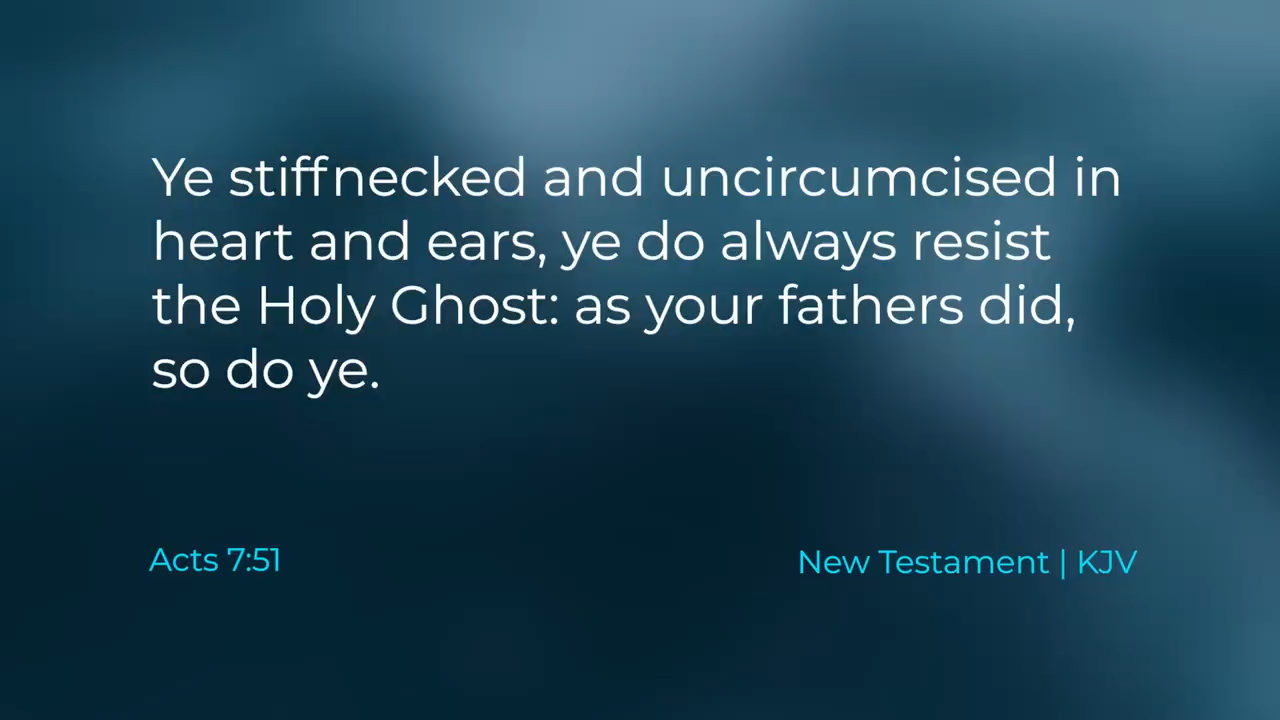 Ye stiffnecked and uncircumcised in
heart and ears, ye do always resist
the Holy Ghost: as your fathers did,
so do ye.
Acts 7:51
New Testament | KJV